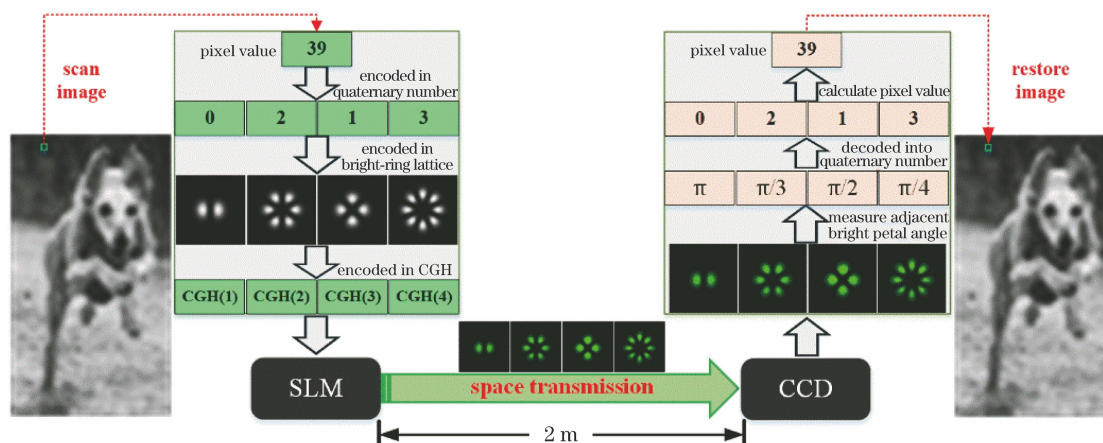 pixel value
39
encoded in
quaternary number
0 2 1 3
encoded in
bright-ring lattice
encoded in CGH
CGH(1) CGH(2) CGH(3) CGH(4)
scan
image
SLM
space transmission
2 m
CCD
pixel value
39
calculate pixel value
0 2 1 3
decoded into
quaternary number
π π/3 π/2 π/4
measure adjacent
bright petal angle
restore
image